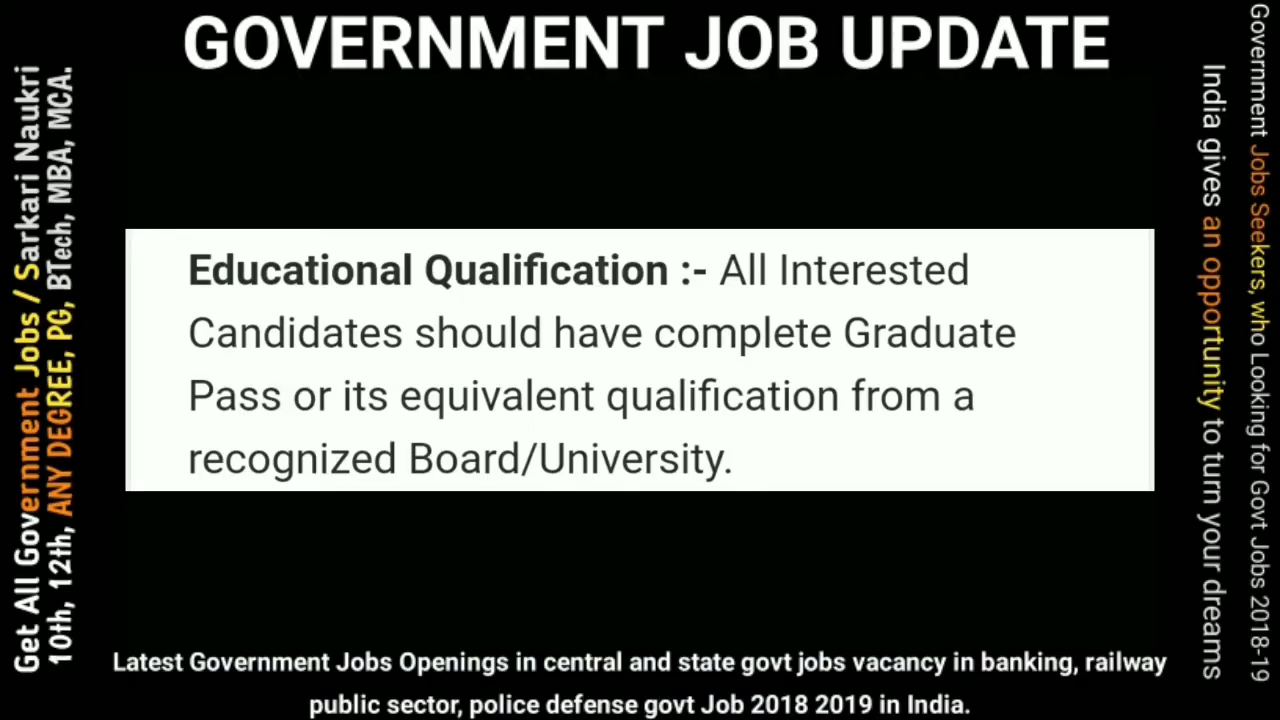 GOVERNMENT JOB UPDATE
Get All Government Jobs / Sarkari Naukri
10th, 12th, ANY DEGREE, PG, BTech, MBA, MCA.
Educational Qualification :- All Interested
Candidates should have complete Graduate
Pass or its equivalent qualification from a
recognized Board/University.
Government Jobs Seekers, who Looking for Govt Jobs 2018-19
India gives an opportunity to turn your dreams
Latest Government Jobs Openings in central and state govt jobs vacancy in banking, railway
public sector, police defense govt Job 2018 2019 in India.